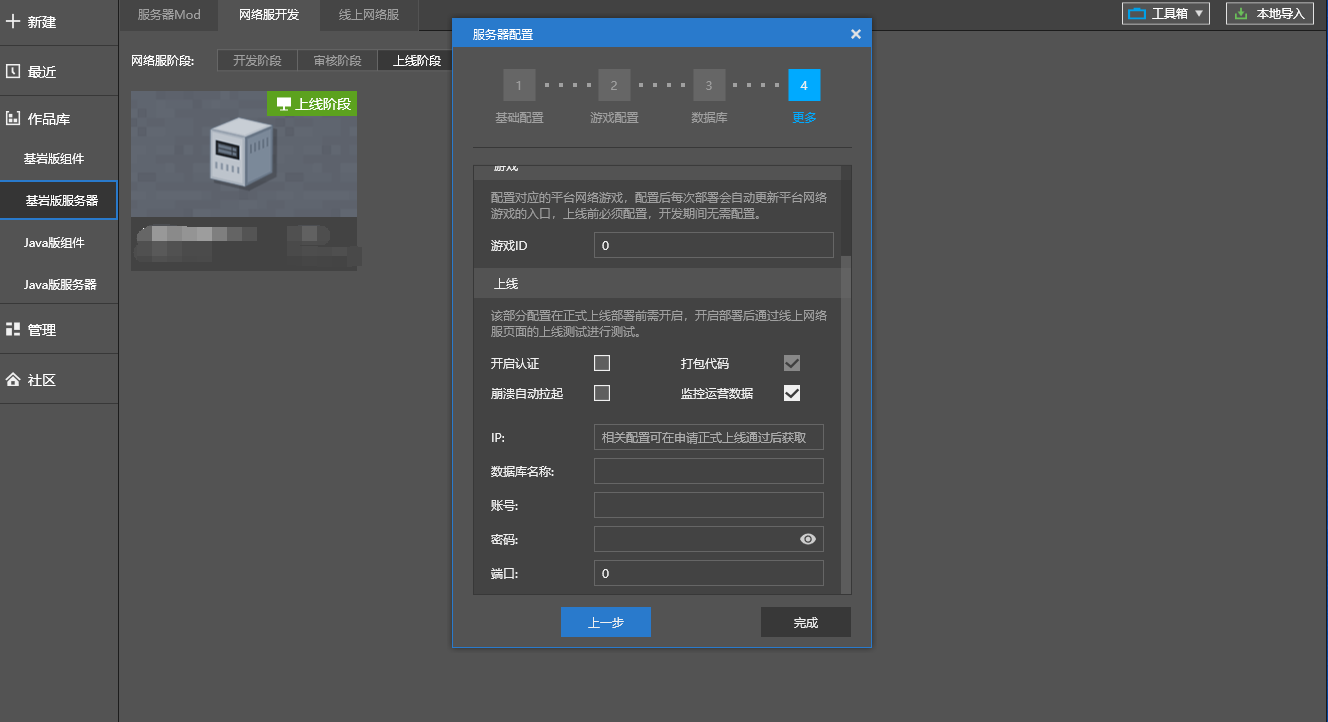 新建
最近
作品库
基岩版组件
基岩版服务器
Java版组件
Java版服务器
管理
社区
服务器Mod
网络服开发
线上网络服
工具箱
本地导入
网络服阶段:
开发阶段
审核阶段
上线阶段
上线阶段
服务器配置
1
2
3
4
基础配置
游戏配置
数据库
更多
游戏
配置对应的平台网络游戏，配置后每次部署会自动更新平台网络
游戏的入口，上线前必须配置，开发期间无需配置。
游戏ID
0
上线
该部分配置在正式上线部署前需开启，开启部署后通过线上网络
服页面的上线测试进行测试。
开启认证
打包代码
崩溃自动拉起
监控运营数据
IP:
相关配置可在申请正式上线通过后获取
数据库名称:
账号:
密码:
端口:
0
上一步
完成